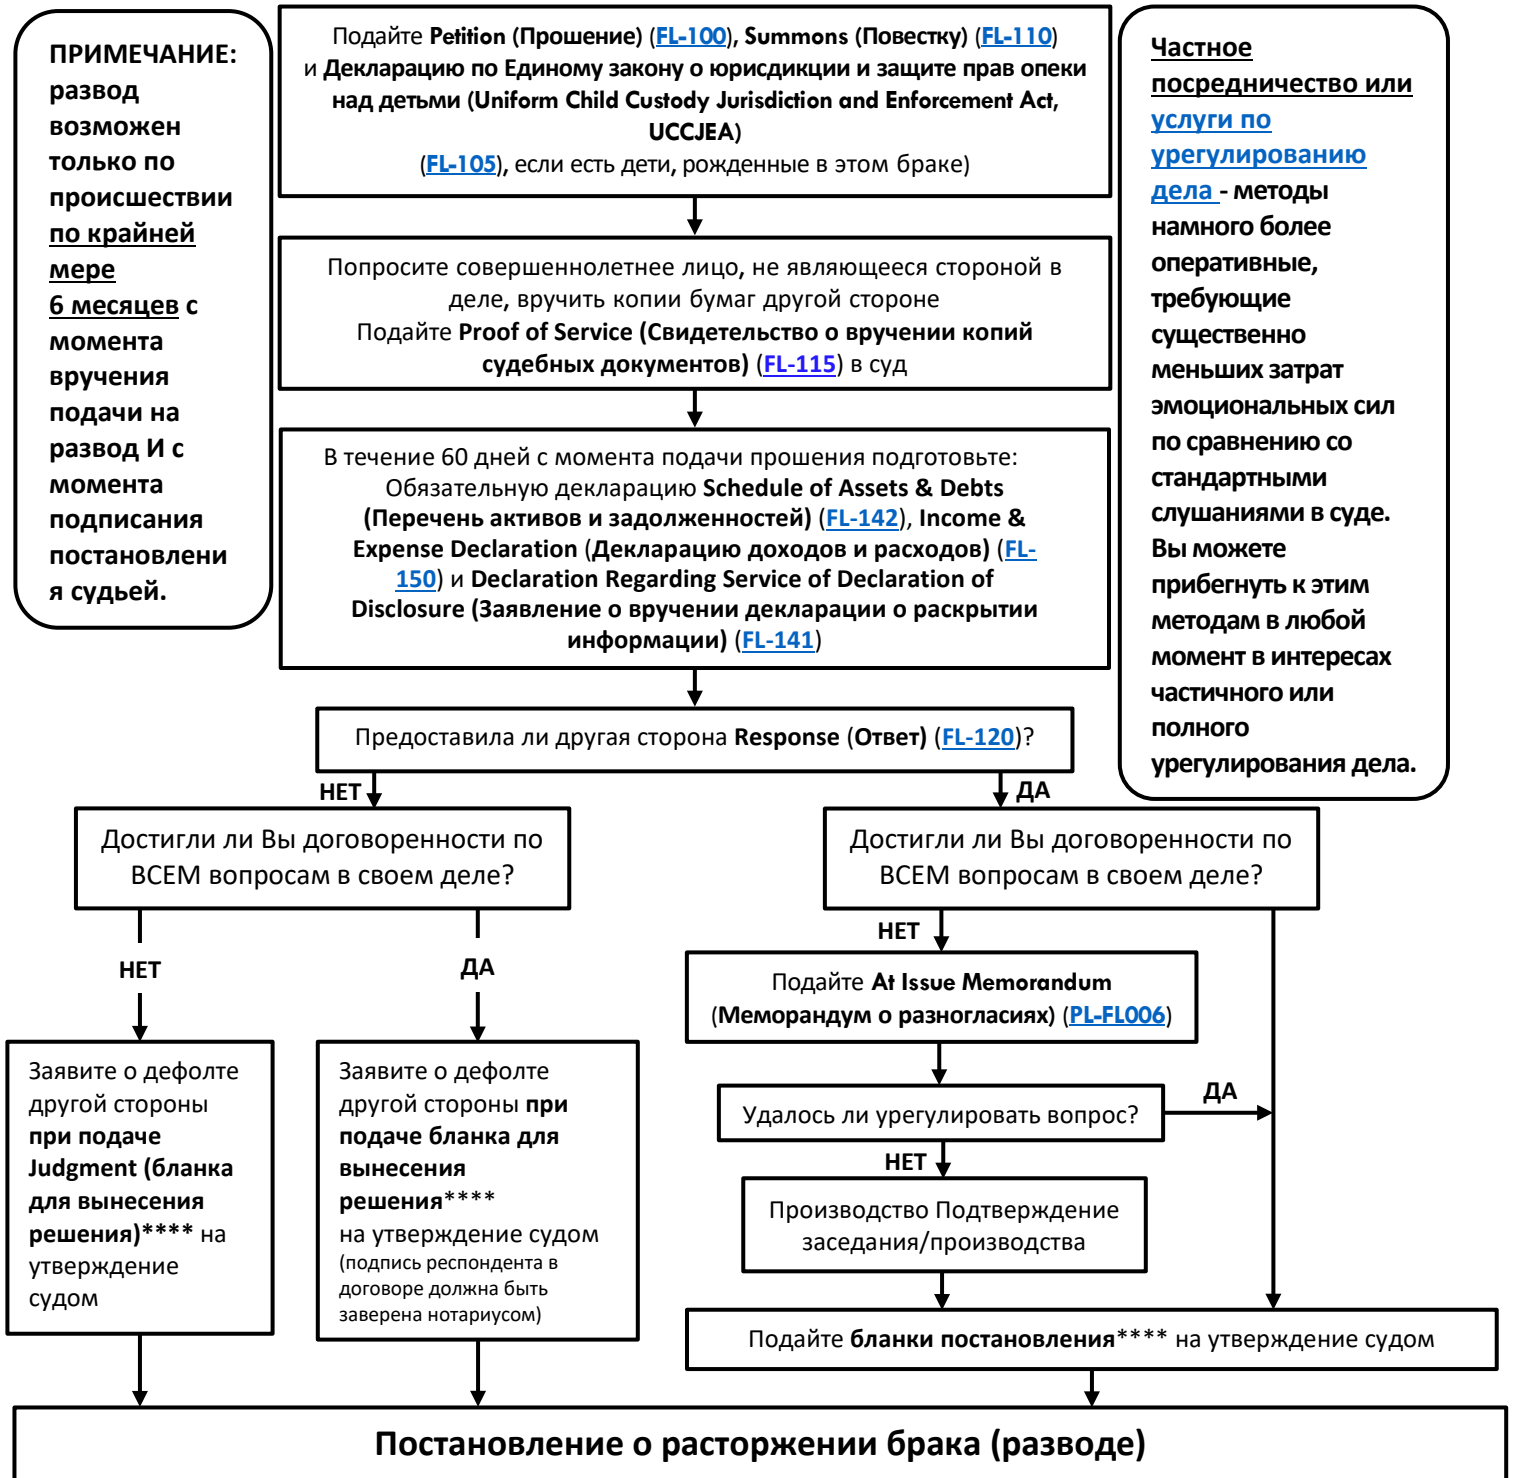 ПРИМЕЧАНИЕ:
развод
возможен
только по
происшествии
по крайней
мере
6 месяцев с
момента
вручения
подачи на
развод И с
момента
подписания
постановлени
я судьей.
Подайте Petition (Прошение) (FL-100), Summons (Повестку) (FL-110)
и Декларацию по Единому закону о юрисдикции и защите прав опеки
над детьми (Uniform Child Custody Jurisdiction and Enforcement Act,
UCCJEA)
(FL-105), если есть дети, рожденные в этом браке)
Частное
посредничество или
услуги по
урегулированию
дела - методы
намного более
оперативные,
требующие
существенно
меньших затрат
эмоциональных сил
по сравнению со
стандартными
слушаниями в суде.
Вы можете
прибегнуть к этим
методам в любой
момент в интересах
частичного или
полного
урегулирования дела.
Попросите совершеннолетнее лицо, не являющееся стороной в
деле, вручить копии бумаг другой стороне
Подайте Proof of Service (Свидетельство о вручении копий
судебных документов) (FL-115) в суд
В течение 60 дней с момента подачи прошения подготовьте:
Обязательную декларацию Schedule of Assets & Debts
(Перечень активов и задолженностей) (FL-142), Income &
Expense Declaration (Декларацию доходов и расходов) (FL-
150) и Declaration Regarding Service of Declaration of
Disclosure (Заявление о вручении декларации о раскрытии
информации) (FL-141)
Предоставила ли другая сторона Response (Ответ) (FL-120)?
НЕТ
ДА
Достигли ли Вы договоренности по
ВСЕМ вопросам в своем деле?
Достигли ли Вы договоренности по
ВСЕМ вопросам в своем деле?
НЕТ
ДА
НЕТ
Подайте At Issue Memorandum
(Меморандум о разногласиях) (PL-FL006)
Заявите о дефолте
другой стороны
при подаче
Judgment (бланка
для вынесения
решения)**** на
утверждение
судом
Заявите о дефолте
другой стороны при
подаче бланка для
вынесения
решения****
на утверждение судом
(подпись респондента в
договоре должна быть
заверена нотариусом)
Удалось ли урегулировать вопрос?
ДА
НЕТ
Производство Подтверждение
заседания/производства
Подайте бланки постановления**** на утверждение судом
Постановление о расторжении брака (разводе)